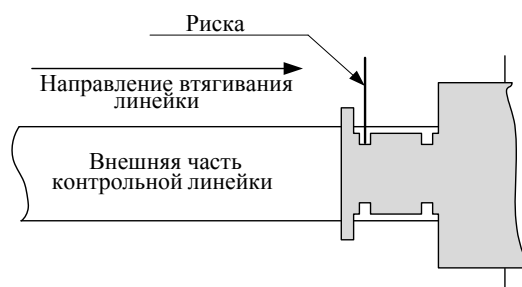 Риска
Направление втягивания
линейки
Внешняя часть
контрольной линейки